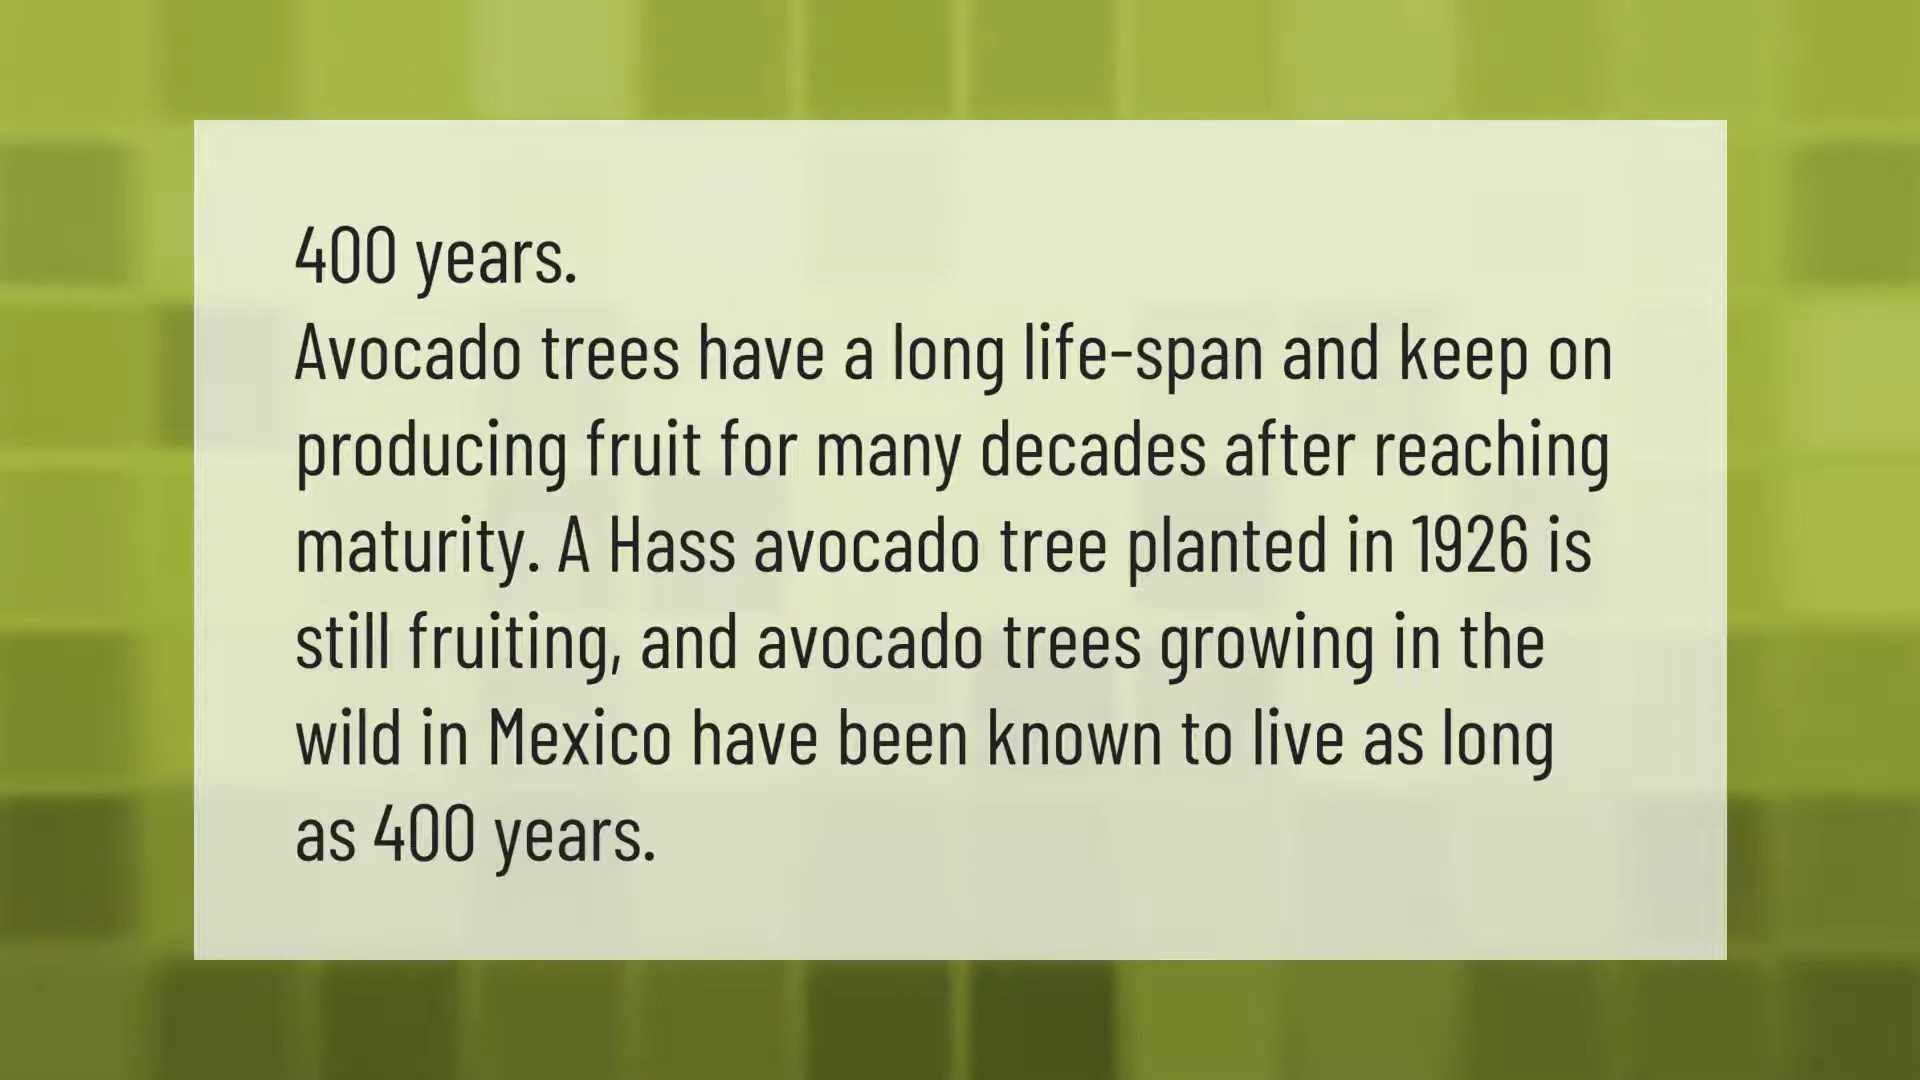 400 years.
Avocado trees have a long life-span and keep on
producing fruit for many decades after reaching
maturity. A Hass avocado tree planted in 1926 is
still fruiting, and avocado trees growing in the
wild in Mexico have been known to live as long
as 400 years.